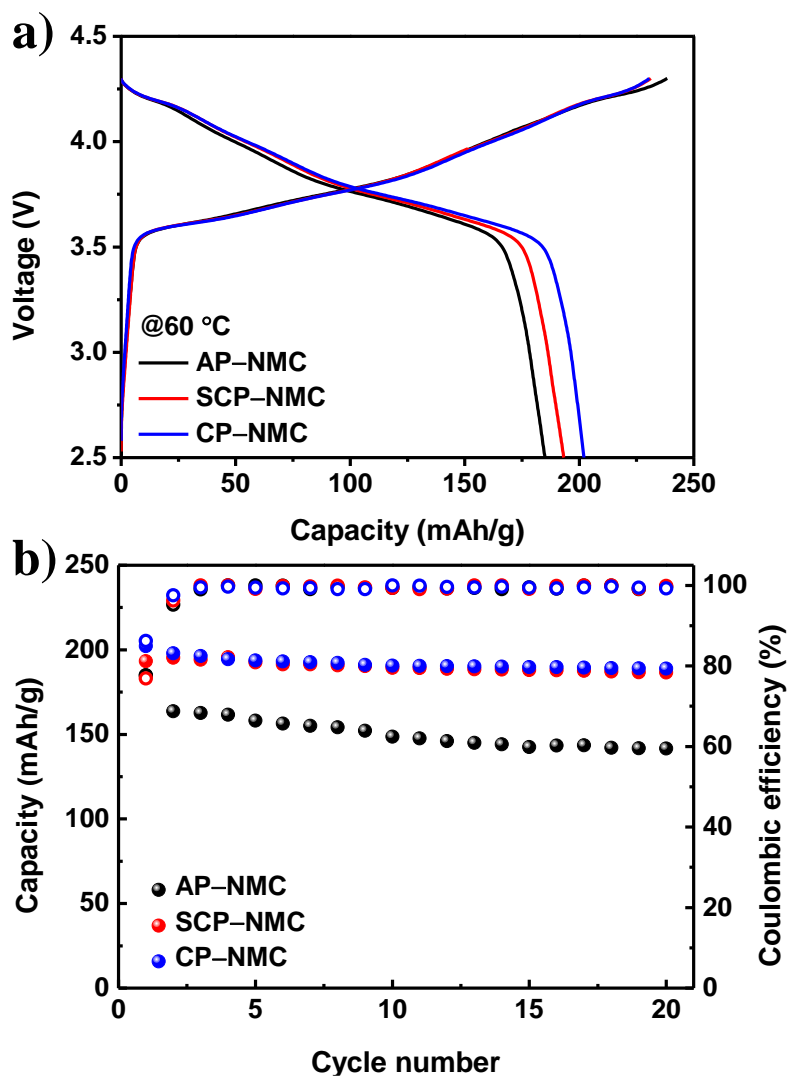 a)
4.5
4.0
3.5
3.0
2.5
Voltage (V)
@60 °C
AP–NMC
SCP–NMC
CP–NMC
0 50 100 150 200 250
Capacity (mAh/g)
b)
250
200
150
100
50
0
Capacity (mAh/g)
AP–NMC
SCP–NMC
CP–NMC
100
80
60
40
20
0
Coulombic efficiency (%)
0 5 10 15 20
Cycle number